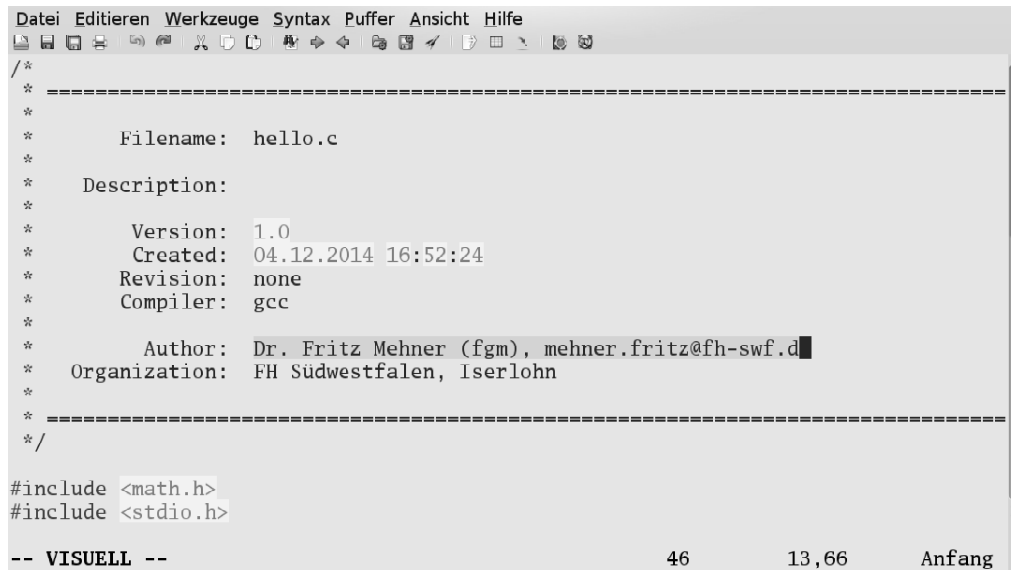 Datei Editieren Werkzeuge Syntax Puffer Ansicht Hilfe
/*
 * ===============================================================================
 *
 *       Filename:  hello.c
 *
 *    Description:
 *
 *        Version:  1.0
 *        Created:  04.12.2014 16:52:24
 *       Revision:  none
 *       Compiler:  gcc
 *
 *         Author:  Dr. Fritz Mehner (fgm), mehner.fritz@fh-swf.d
 *   Organization:  FH Südwestfalen, Iserlohn
 *
 * ===============================================================================
 */
#include <math.h>
#include <stdio.h>
-- VISUELL -- 46 13,66 Anfang